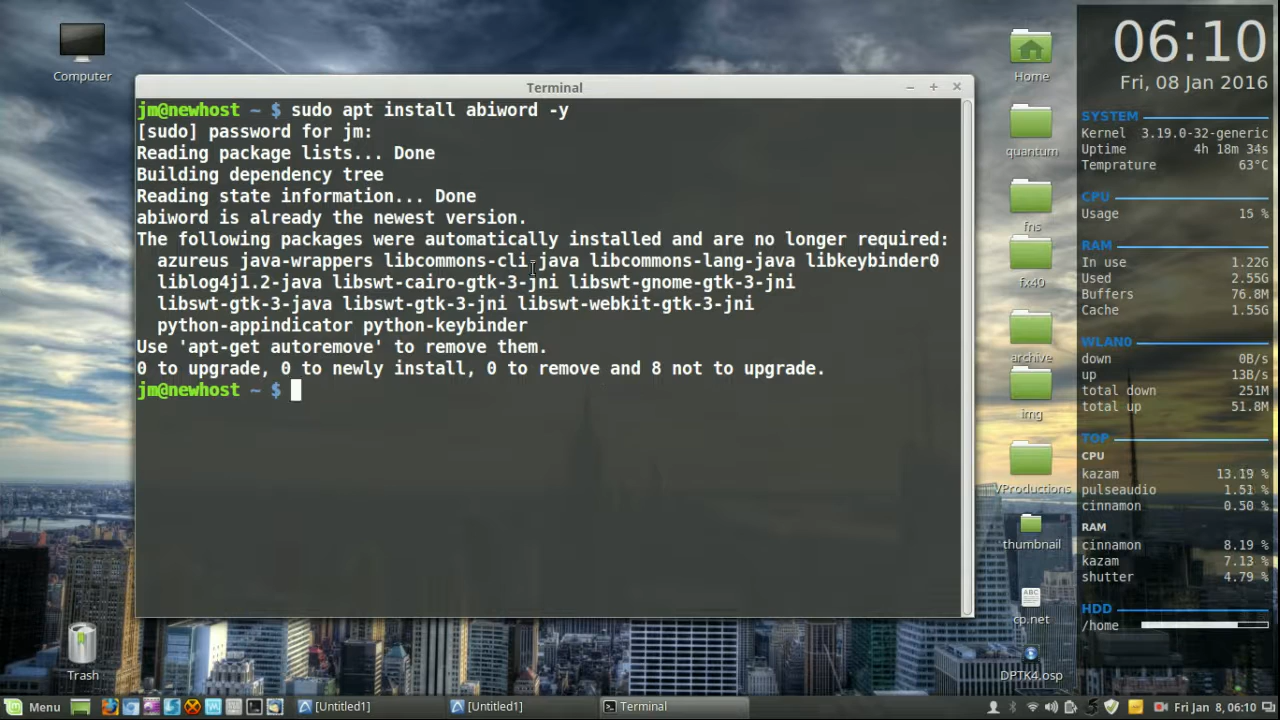 Computer
Terminal
jm@newhost ~ $ sudo apt install abiword -y
[sudo] password for jm:
Reading package lists... Done
Building dependency tree
Reading state information... Done
abiword is already the newest version.
The following packages were automatically installed and are no longer required:
  azureus java-wrappers libcommons-cli-java libcommons-lang-java libkeybinder0
  liblog4j1.2-java libswt-cairo-gtk-3-jni libswt-gnome-gtk-3-jni
  libswt-gtk-3-java libswt-gtk-3-jni libswt-webkit-gtk-3-jni
  python-appindicator python-keybinder
Use 'apt-get autoremove' to remove them.
0 to upgrade, 0 to newly install, 0 to remove and 8 not to upgrade.
jm@newhost ~ $
Home
quantum
fns
fx40
archive
img
VProductions
thumbnail
ABC
cp.net
DPTK4.osp
Trash
06:10
Fri, 08 Jan 2016
SYSTEM
Kernel 3.19.0-32-generic
Uptime 4h 18m 34s
Temprature 63°C
CPU
Usage 15 %
RAM
In use 1.22G
Used 2.55G
Buffers 76.8M
Cache 1.55G
WLAN0
down 0B/s
up 13B/s
total down 251M
total up 51.8M
TOP
CPU
kazam 13.19 %
pulseaudio 1.51 %
cinnamon 0.50 %
RAM
cinnamon 8.19 %
kazam 7.13 %
shutter 4.79 %
HDD
/home
Menu
[Untitled1]
[Untitled1]
Terminal
Fri Jan 8, 06:10